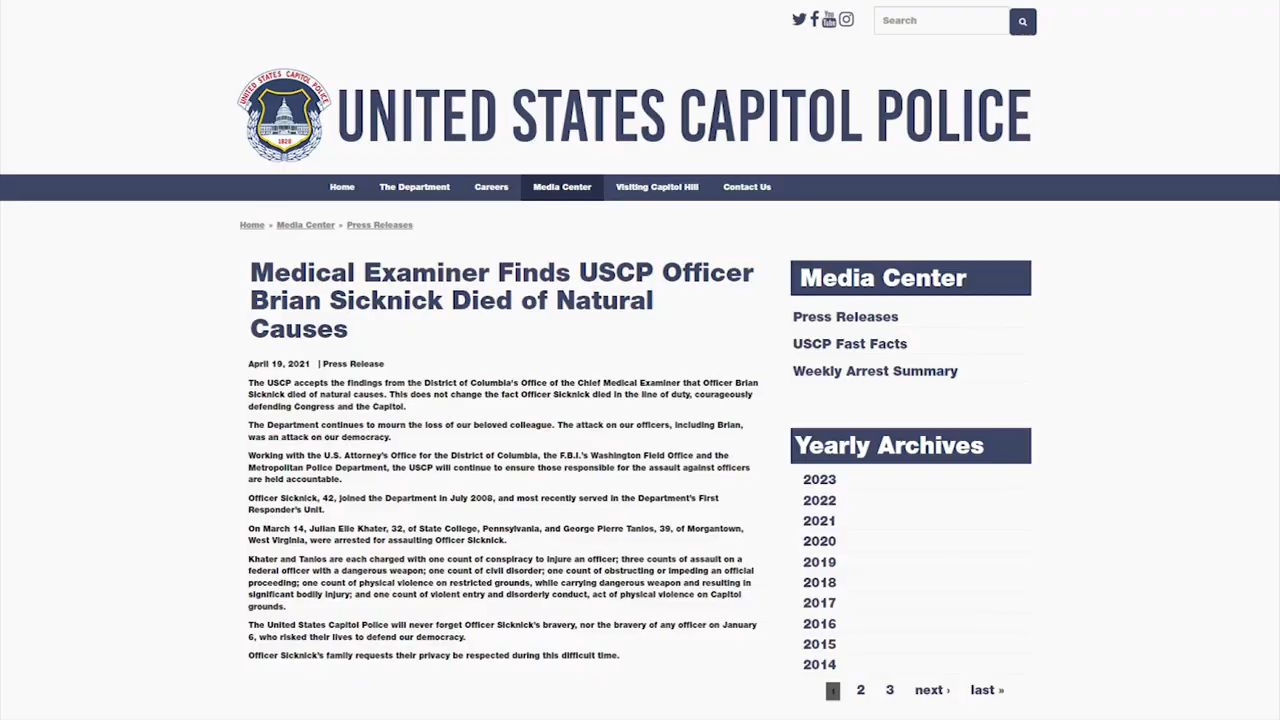 Search
UNITED STATES CAPITOL POLICE
1828
UNITED STATES CAPITOL POLICE
Home The Department Careers Media Center Visiting Capitol Hill Contact Us
Home » Media Center » Press Releases
Medical Examiner Finds USCP Officer
Brian Sicknick Died of Natural
Causes
April 19, 2021 | Press Release
The USCP accepts the findings from the District of Columbia's Office of the Chief Medical Examiner that Officer Brian
Sicknick died of natural causes. This does not change the fact Officer Sicknick died in the line of duty, courageously
defending Congress and the Capitol.
The Department continues to mourn the loss of our beloved colleague. The attack on our officers, including Brian,
was an attack on our democracy.
Working with the U.S. Attorney's Office for the District of Columbia, the F.B.I.'s Washington Field Office and the
Metropolitan Police Department, the USCP will continue to ensure those responsible for the assault against officers
are held accountable.
Officer Sicknick, 42, joined the Department in July 2008, and most recently served in the Department's First
Responder's Unit.
On March 14, Julian Elie Khater, 32, of State College, Pennsylvania, and George Pierre Tanios, 39, of Morgantown,
West Virginia, were arrested for assaulting Officer Sicknick.
Khater and Tanios are each charged with one count of conspiracy to injure an officer; three counts of assault on a
federal officer with a dangerous weapon; one count of civil disorder; one count of obstructing or impeding an official
proceeding; one count of physical violence on restricted grounds, while carrying dangerous weapon and resulting in
significant bodily injury; and one count of violent entry and disorderly conduct, act of physical violence on Capitol
grounds.
The United States Capitol Police will never forget Officer Sicknick's bravery, nor the bravery of any officer on January
6, who risked their lives to defend our democracy.
Officer Sicknick's family requests their privacy be respected during this difficult time.
Media Center
Press Releases
USCP Fast Facts
Weekly Arrest Summary
Yearly Archives
2023
2022
2021
2020
2019
2018
2017
2016
2015
2014
2 3 next › last »